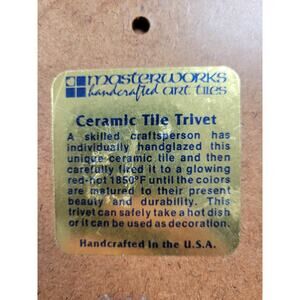 masterworks
handcrafted art tiles
Ceramic Tile Trivet
A skilled craftsperson has
individually handglazed this
unique ceramic tile and then
carefully fired it to a glowing
red-hot 1850°F until the colors
are matured to their present
beauty and durability. This
trivet can safely take a hot dish
or it can be used as decoration.
Handcrafted in the U.S.A.